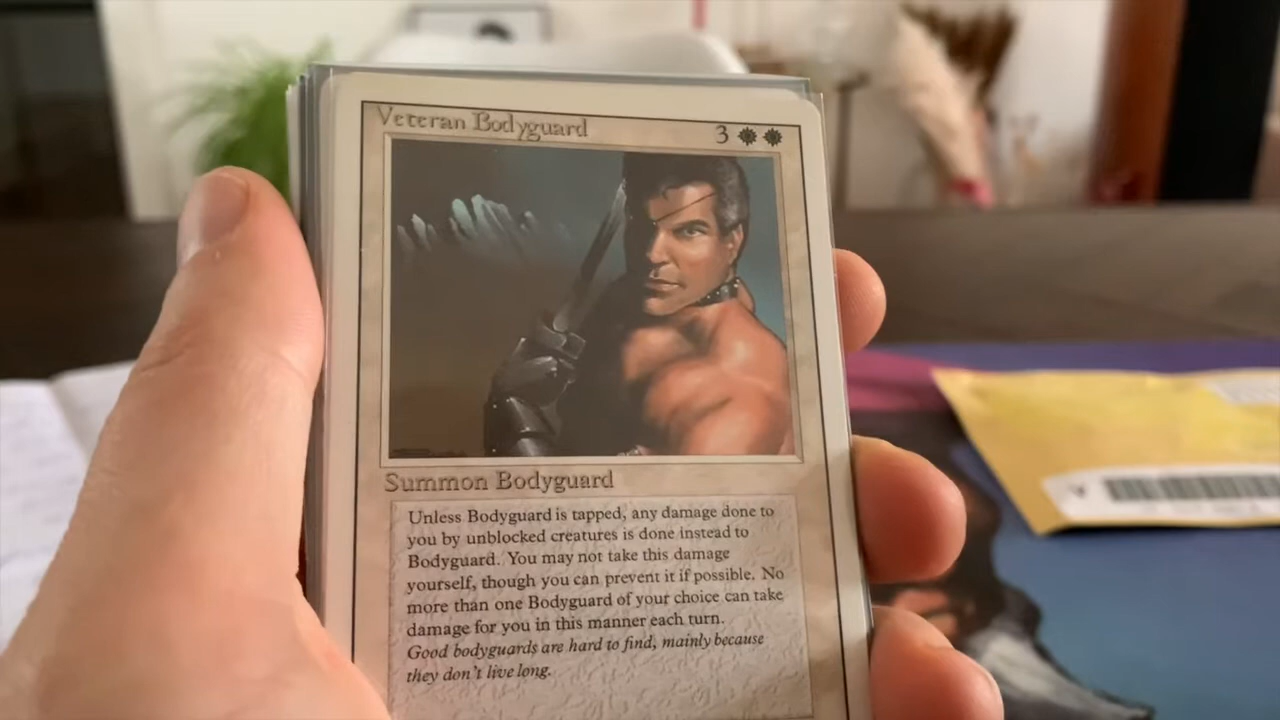 Veteran Bodyguard
3
Summon Bodyguard
Unless Bodyguard is tapped, any damage done to
you by unblocked creatures is done instead to
Bodyguard. You may not take this damage
yourself, though you can prevent it if possible. No
more than one Bodyguard of your choice can take
damage for you in this manner each turn.
Good bodyguards are hard to find, mainly because
they don't live long.